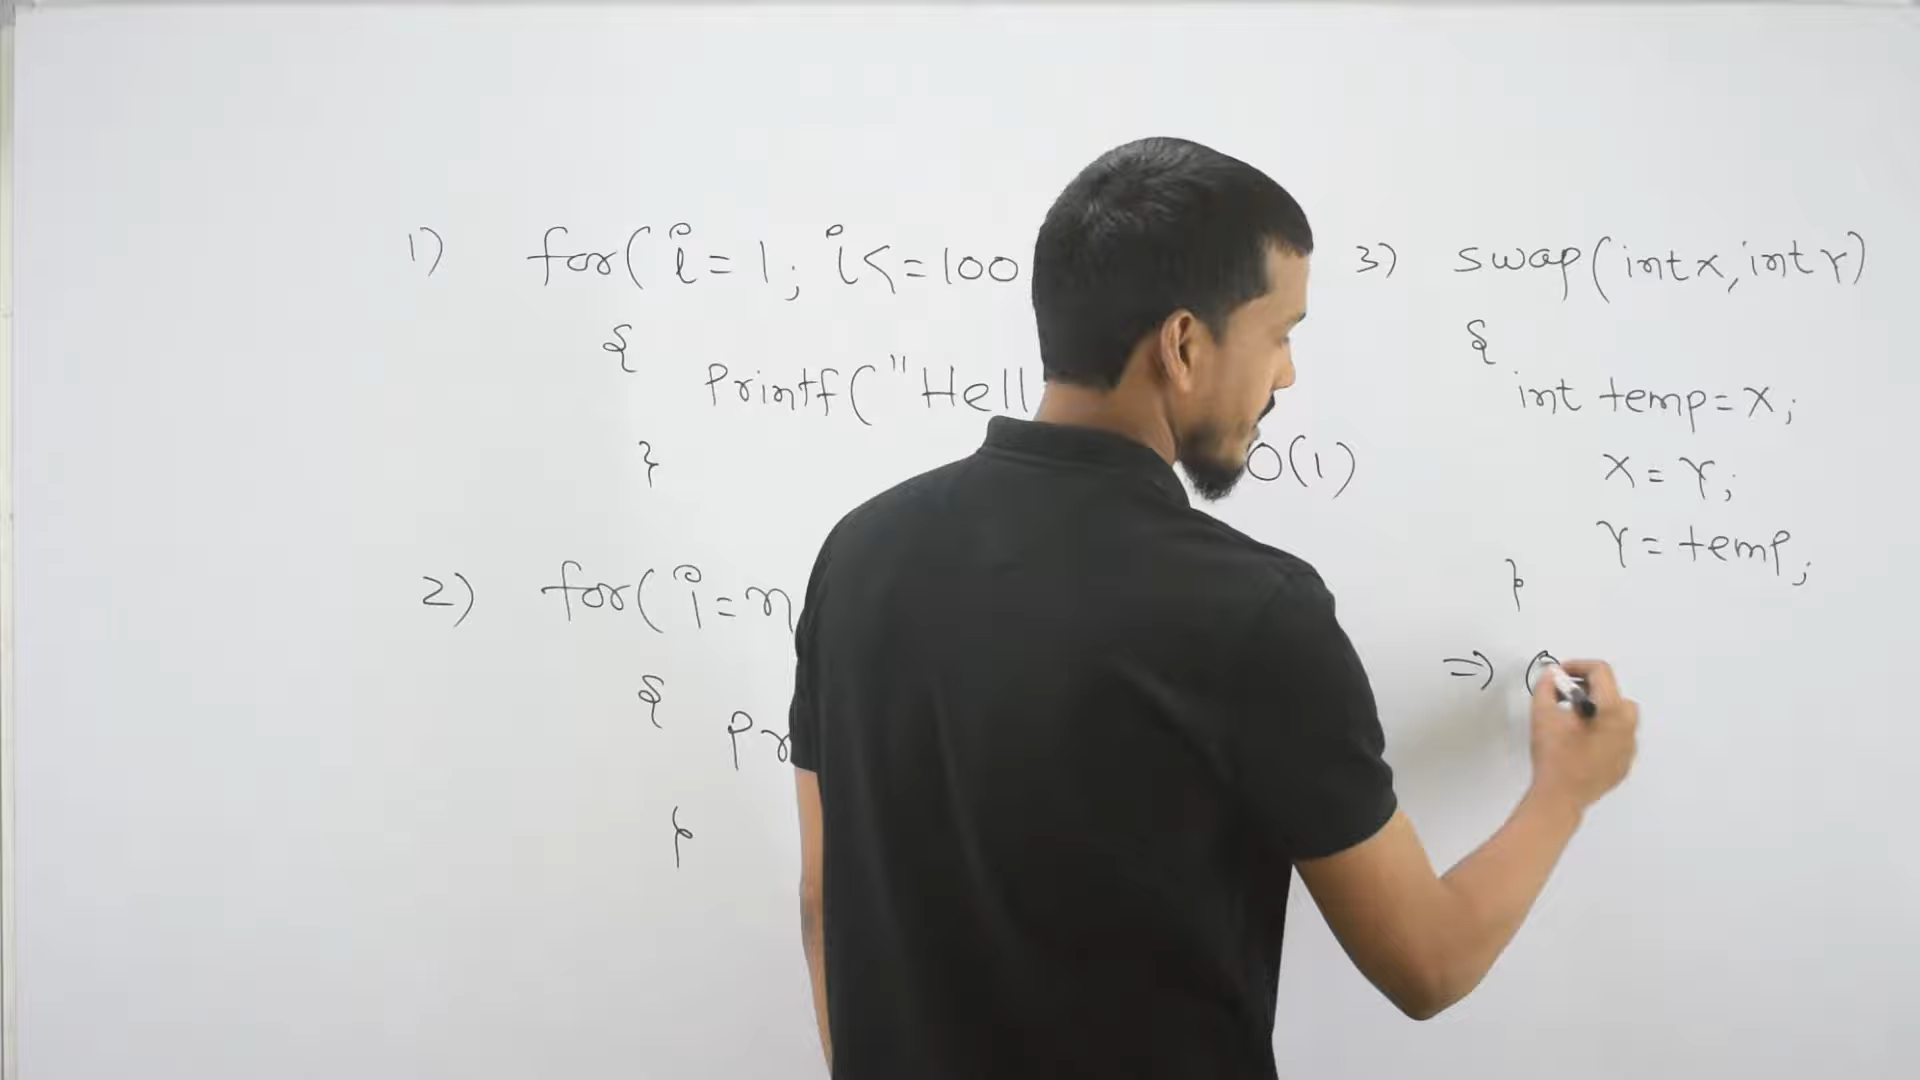 1) for( i=1; i<=100
{
Printf("Hell
}
O(1)
2) for( i=n
{
Pr
}
3) swap(int x, int y)
{
int temp=x;
x=y;
y=temp;
}
=>